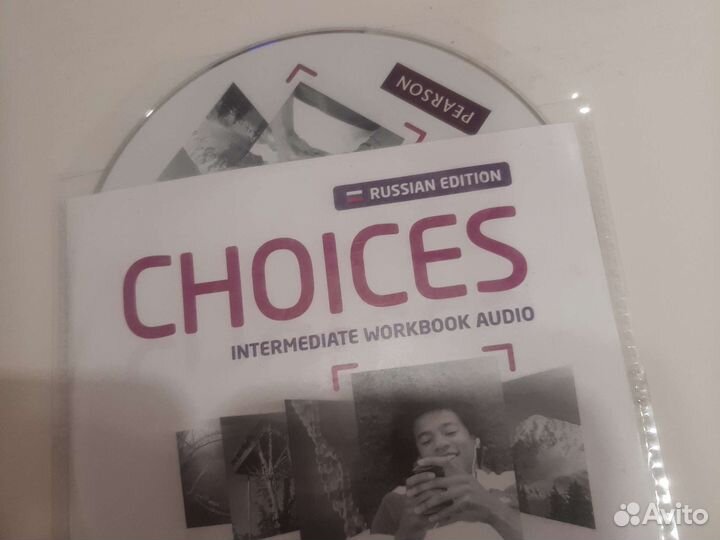 PEARSON
RUSSIAN EDITION
CHOICES
INTERMEDIATE WORKBOOK AUDIO
Avito